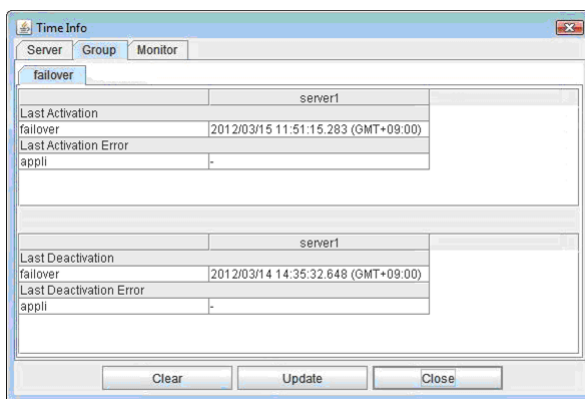 Time Info
Server Group Monitor
failover
server1
Last Activation
failover 2012/03/15 11:51:15.283 (GMT+09:00)
Last Activation Error
appli -
server1
Last Deactivation
failover 2012/03/14 14:35:32.648 (GMT+09:00)
Last Deactivation Error
appli -
Clear Update Close